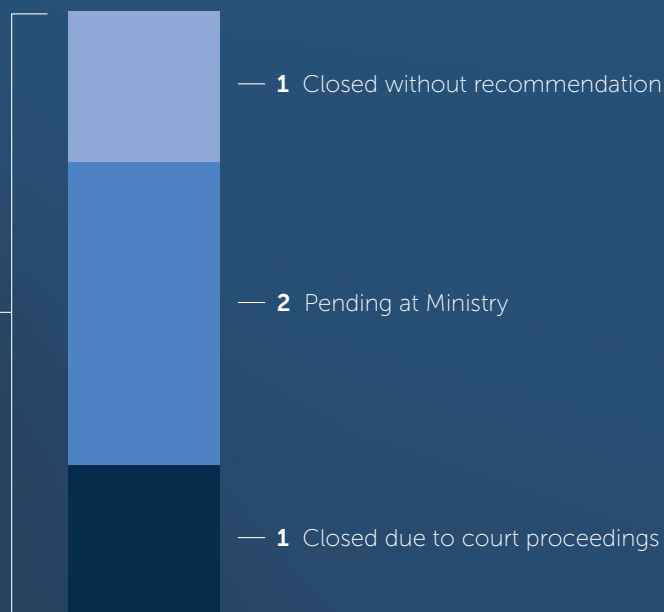 1 Closed without recommendation
2 Pending at Ministry
1 Closed due to court proceedings